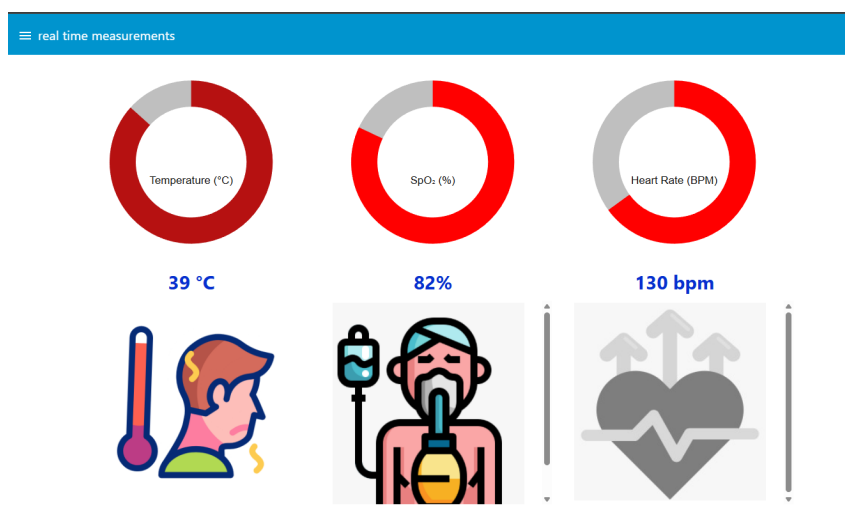 real time measurements
Temperature (°C)
SpO₂ (%)
Heart Rate (BPM)
39 °C
82%
130 bpm